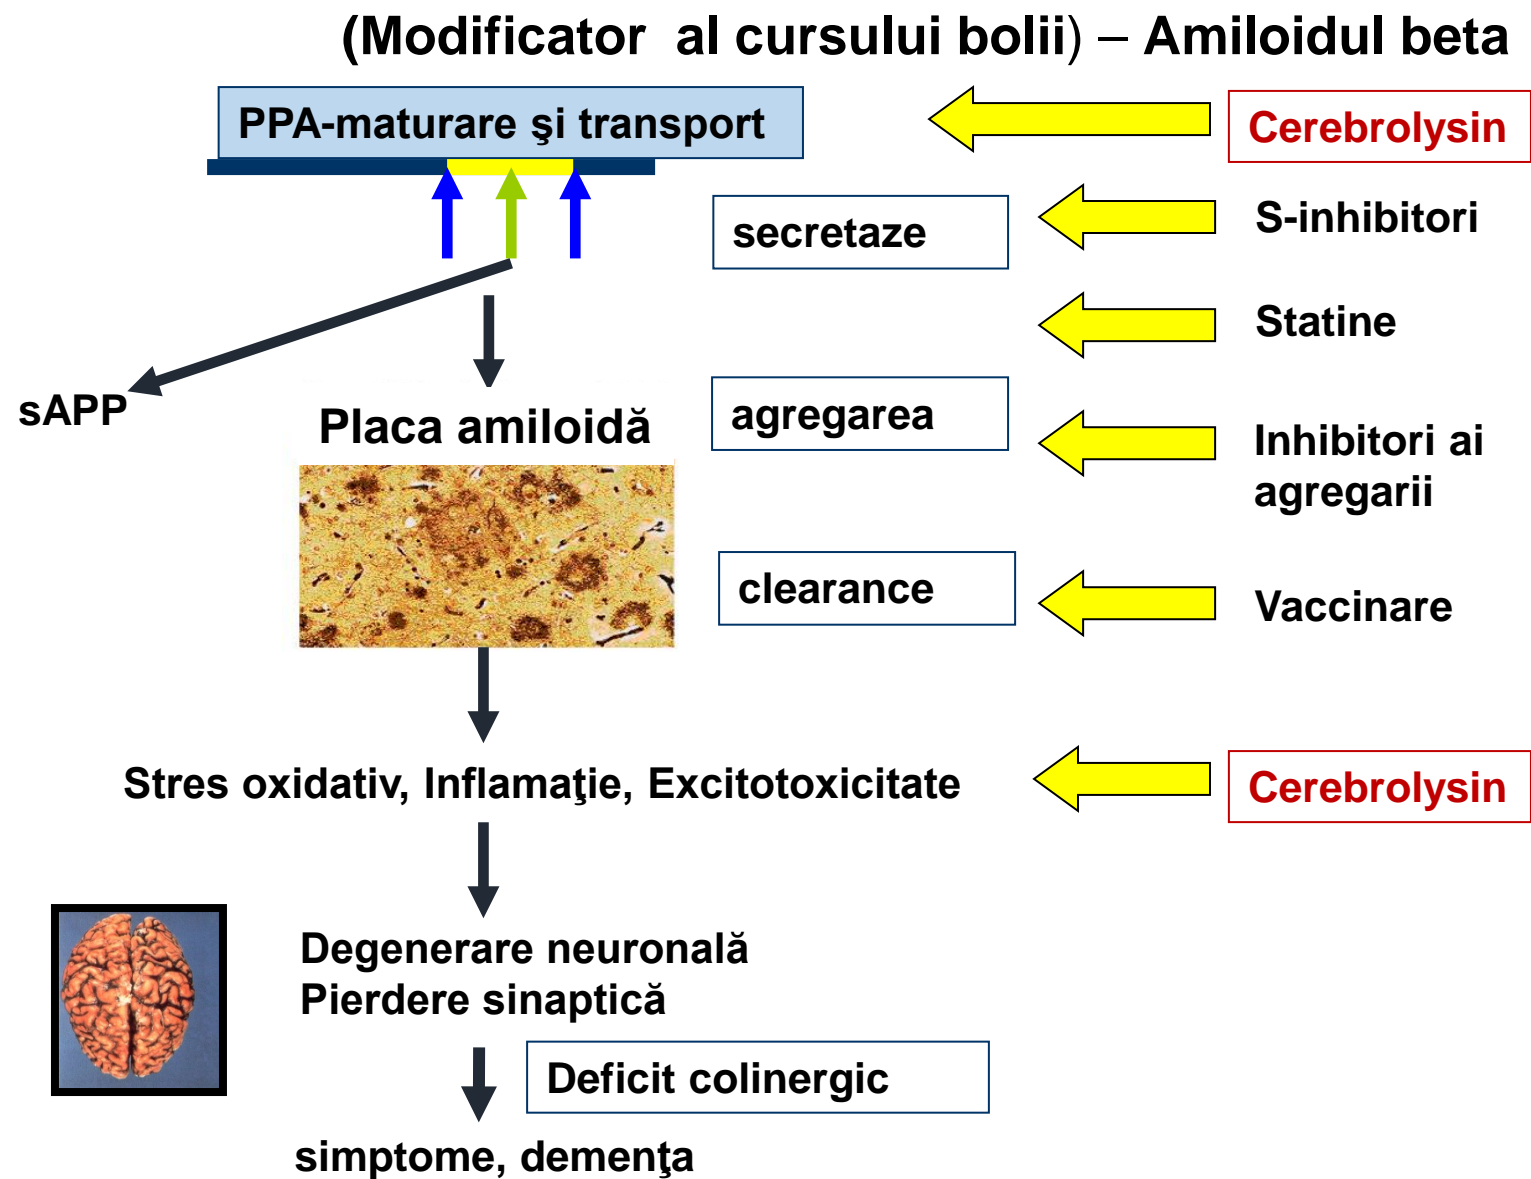 (Modificator  al cursului bolii) – Amiloidul beta
PPA-maturare şi transport
Cerebrolysin
secretaze
S-inhibitori
Statine
sAPP
Placa amiloidă
agregarea
Inhibitori ai
agregarii
clearance
Vaccinare
Stres oxidativ, Inflamaţie, Excitotoxicitate
Cerebrolysin
Degenerare neuronală
Pierdere sinaptică
Deficit colinergic
simptome, demenţa